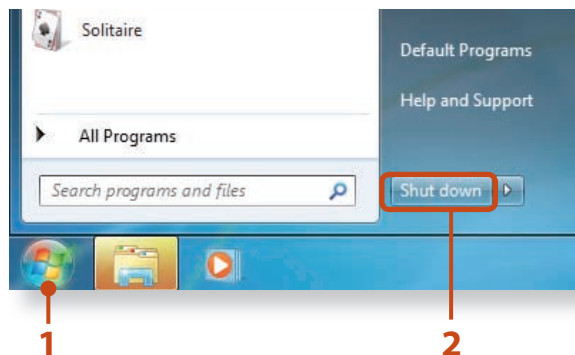 Solitaire
All Programs
Search programs and files
Default Programs
Help and Support
Shut down
1
2